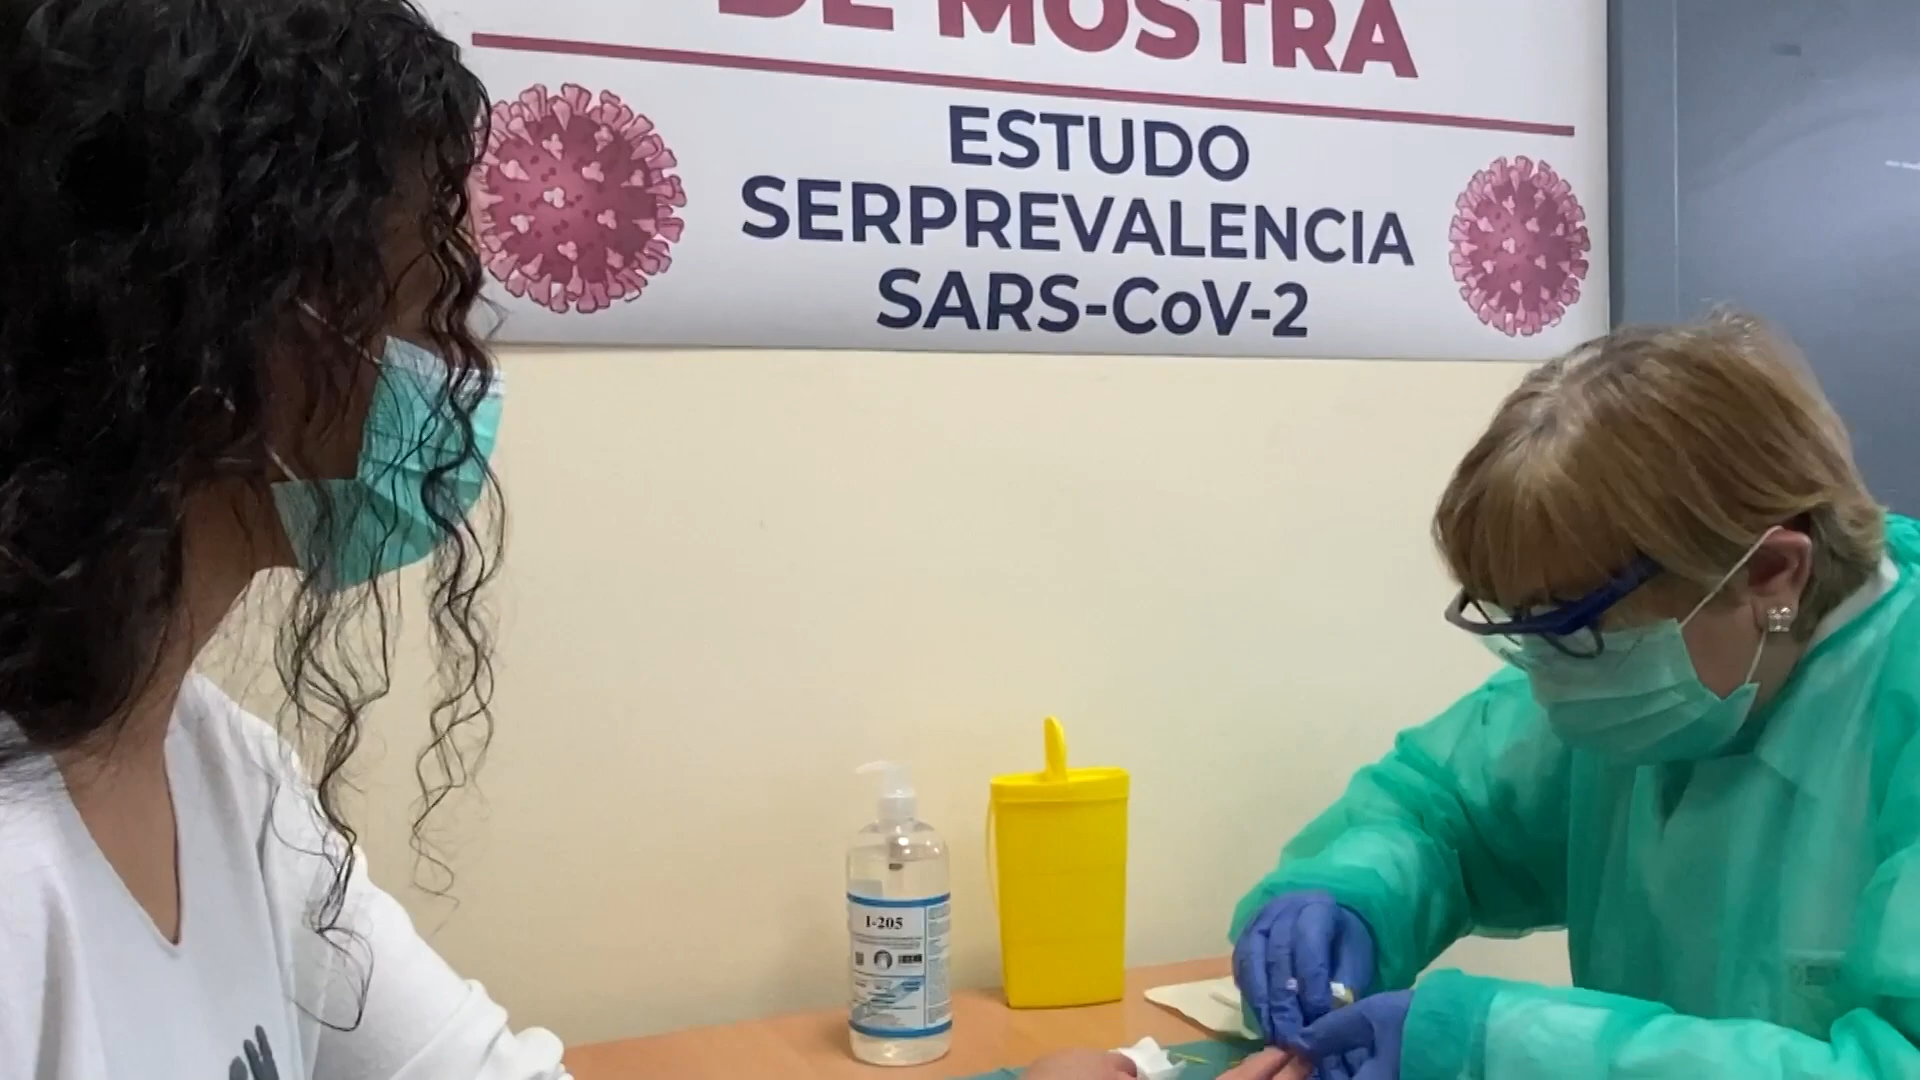 DE MOSTRA
ESTUDO
SERPREVALENCIA
SARS-CoV-2
I-205